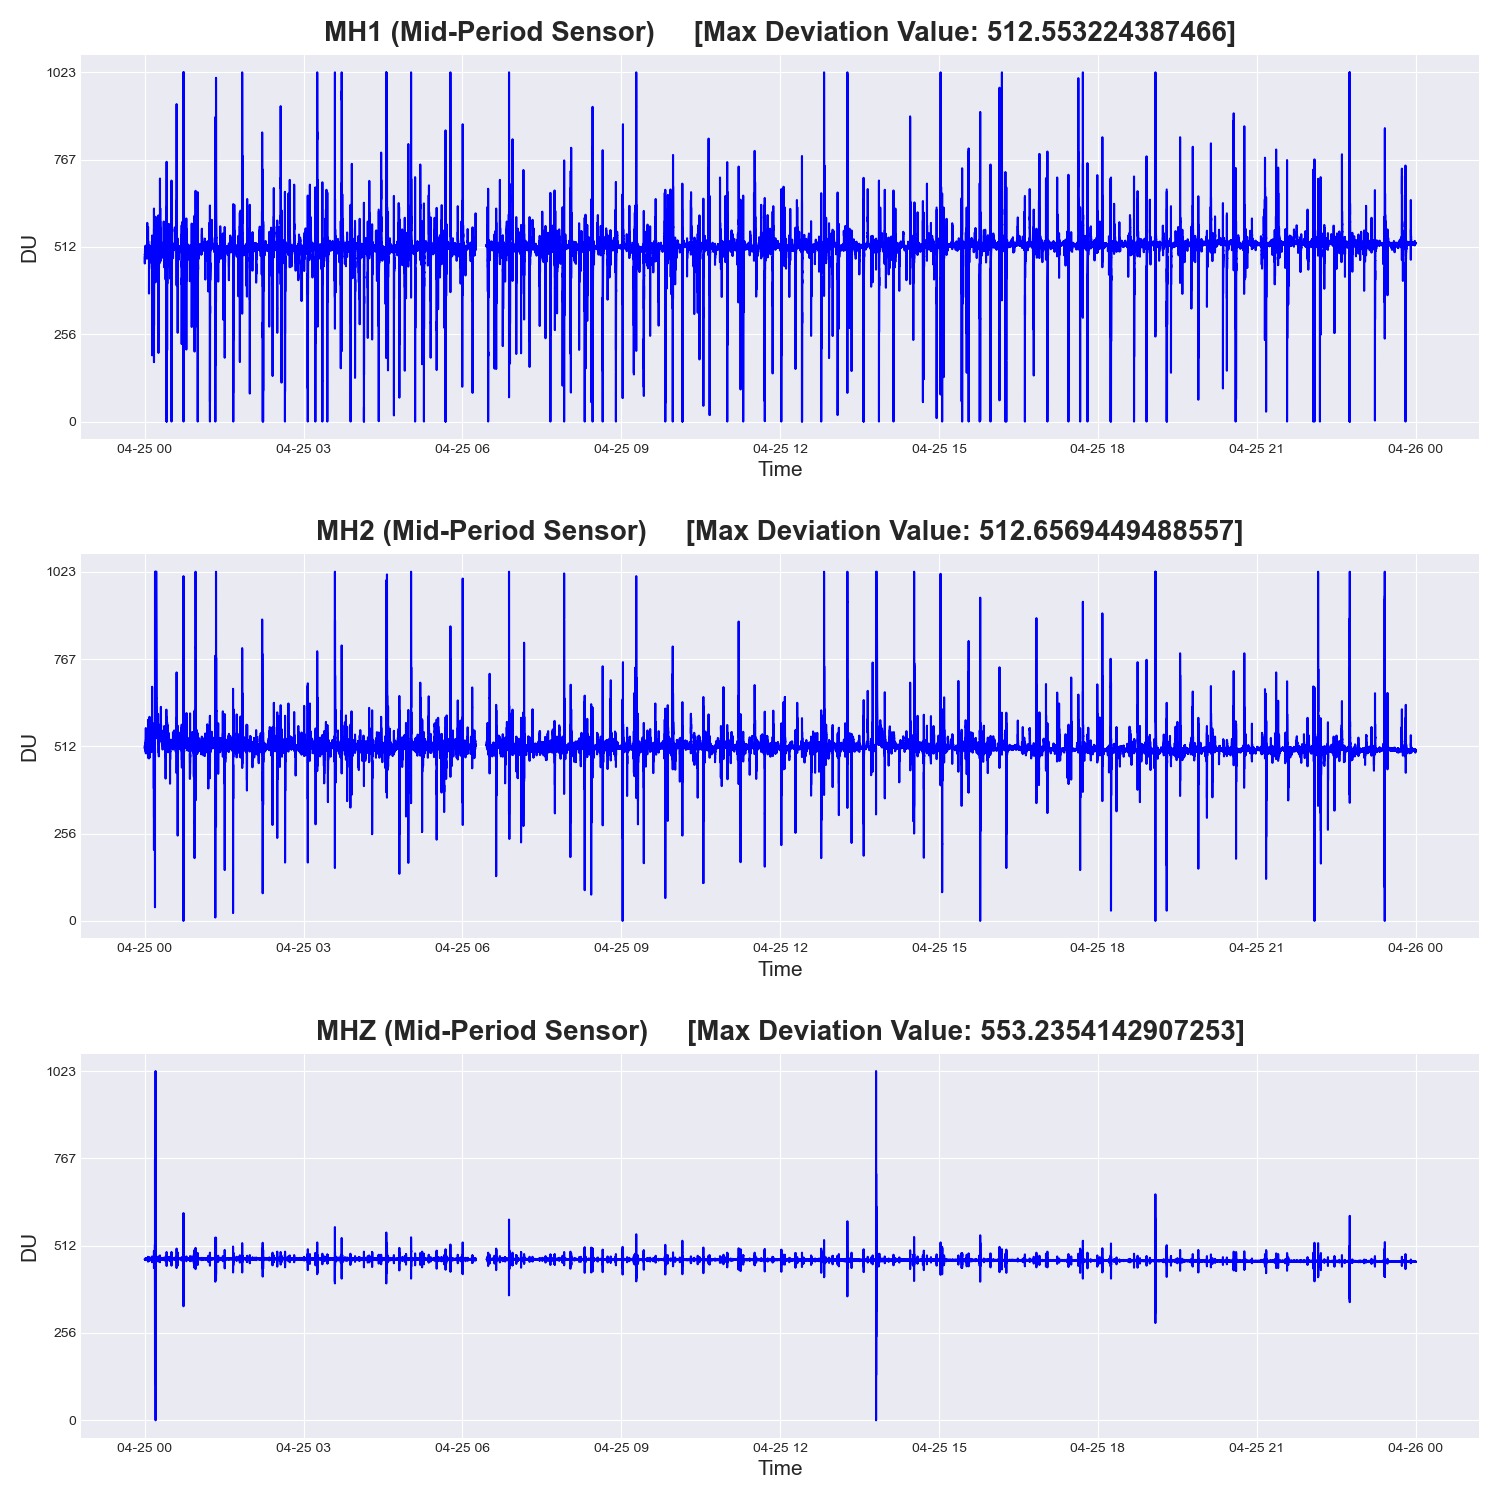 MH1 (Mid-Period Sensor) [Max Deviation Value: 512.553224387466]
1023
767
512
256
0
DU
04-25 00 04-25 03 04-25 06 04-25 09 04-25 12 04-25 15 04-25 18 04-25 21 04-26 00
Time
MH2 (Mid-Period Sensor) [Max Deviation Value: 512.6569449488557]
1023
767
512
256
0
DU
04-25 00 04-25 03 04-25 06 04-25 09 04-25 12 04-25 15 04-25 18 04-25 21 04-26 00
Time
MHZ (Mid-Period Sensor) [Max Deviation Value: 553.2354142907253]
1023
767
512
256
0
DU
04-25 00 04-25 03 04-25 06 04-25 09 04-25 12 04-25 15 04-25 18 04-25 21 04-26 00
Time